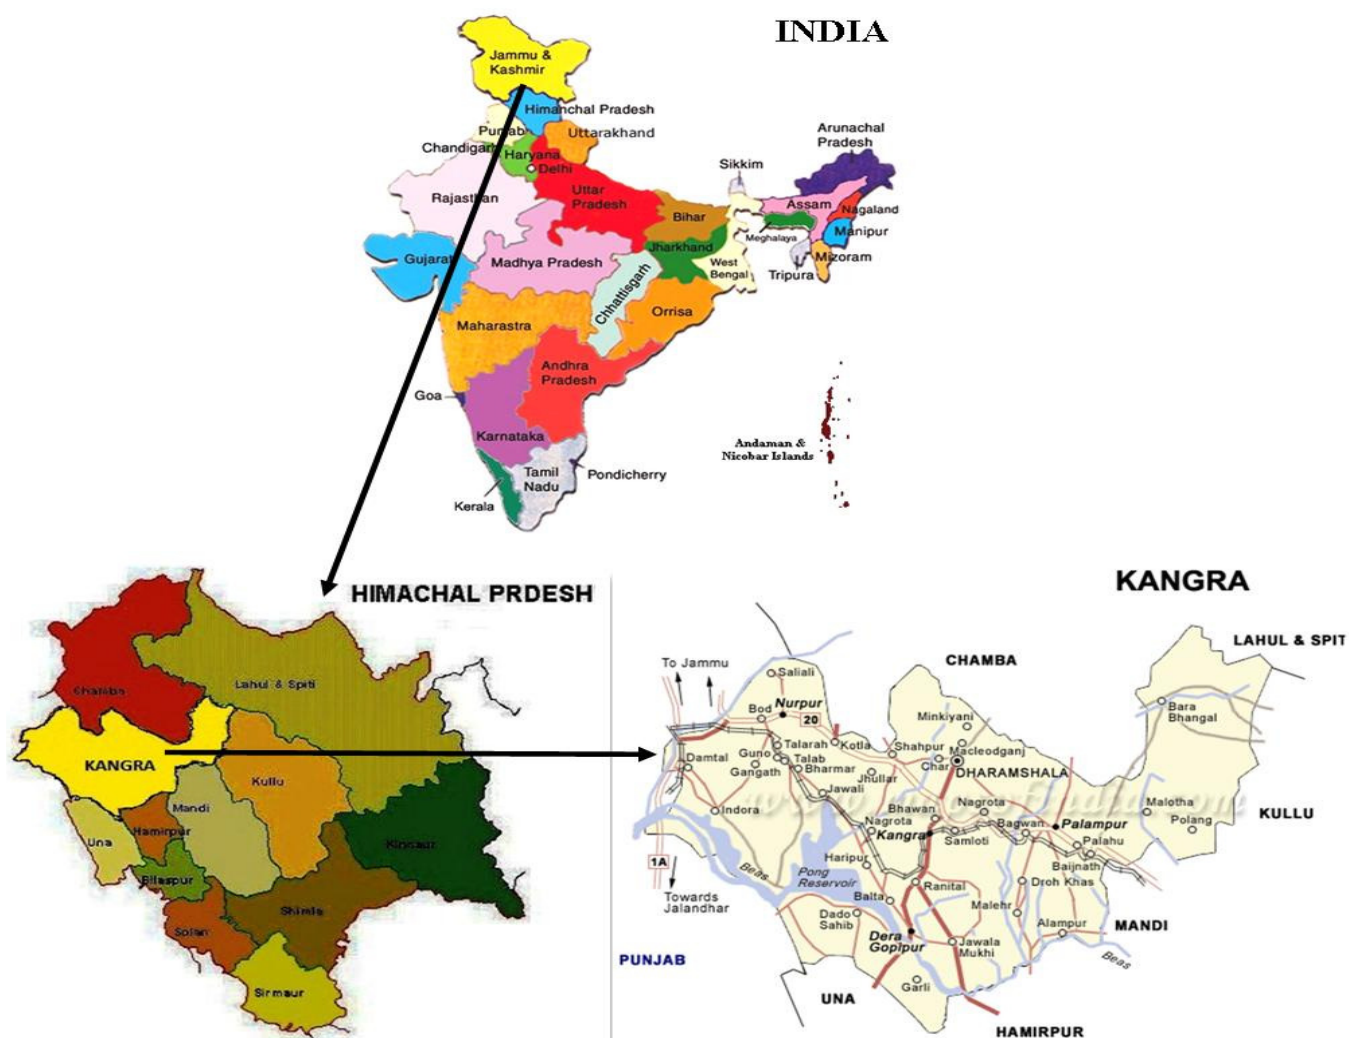 INDIA
Jammu &
Kashmir
Himanchal Pradesh
Punjab
Uttarakhand
Chandigarh
Haryana
Delhi
Rajasthan
Uttar
Pradesh
Sikkim
Arunachal
Pradesh
Assam
Nagaland
Meghalaya
Manipur
Bihar
Jharkhand
West
Bengal
Tripura
Mizoram
Gujarat
Madhya Pradesh
Chhattisgarh
Orrisa
Maharastra
Andhra
Pradesh
Goa
Karnataka
Andaman &
Nicobar Islands
Tamil
Nadu
Pondicherry
Kerala
HIMACHAL PRDESH
Chamba
Lahul & Spiti
KANGRA
Kullu
Mandi
Hamirpur
Una
Kinnaur
Bilaspur
Shimla
Solan
Sirmaur
KANGRA
LAHUL & SPIT
CHAMBA
To Jammu
Saliali
Nurpur
Bod
20
Bara
Bhangal
Minkiyani
Talarah
Kotla
Shahpur
Macleodganj
Guno
Talab
Char
Damtal
Gangath
Bharmar
Jhullar
DHARAMSHALA
Jawali
Indora
Bhawan
Nagrota
Malotha
KULLU
Nagrota
Kangra
Bagwan
Palampur
Polang
Samloti
Palahu
1A
Haripur
Baijnath
Beas
Pong
Reservoir
Ranital
Droh Khas
Towards
Jalandhar
Balta
Malehr
Dado
Sahib
Alampur
MANDI
Dera
Gopipur
Jawala
Mukhi
Beas
PUNJAB
Garli
UNA
HAMIRPUR